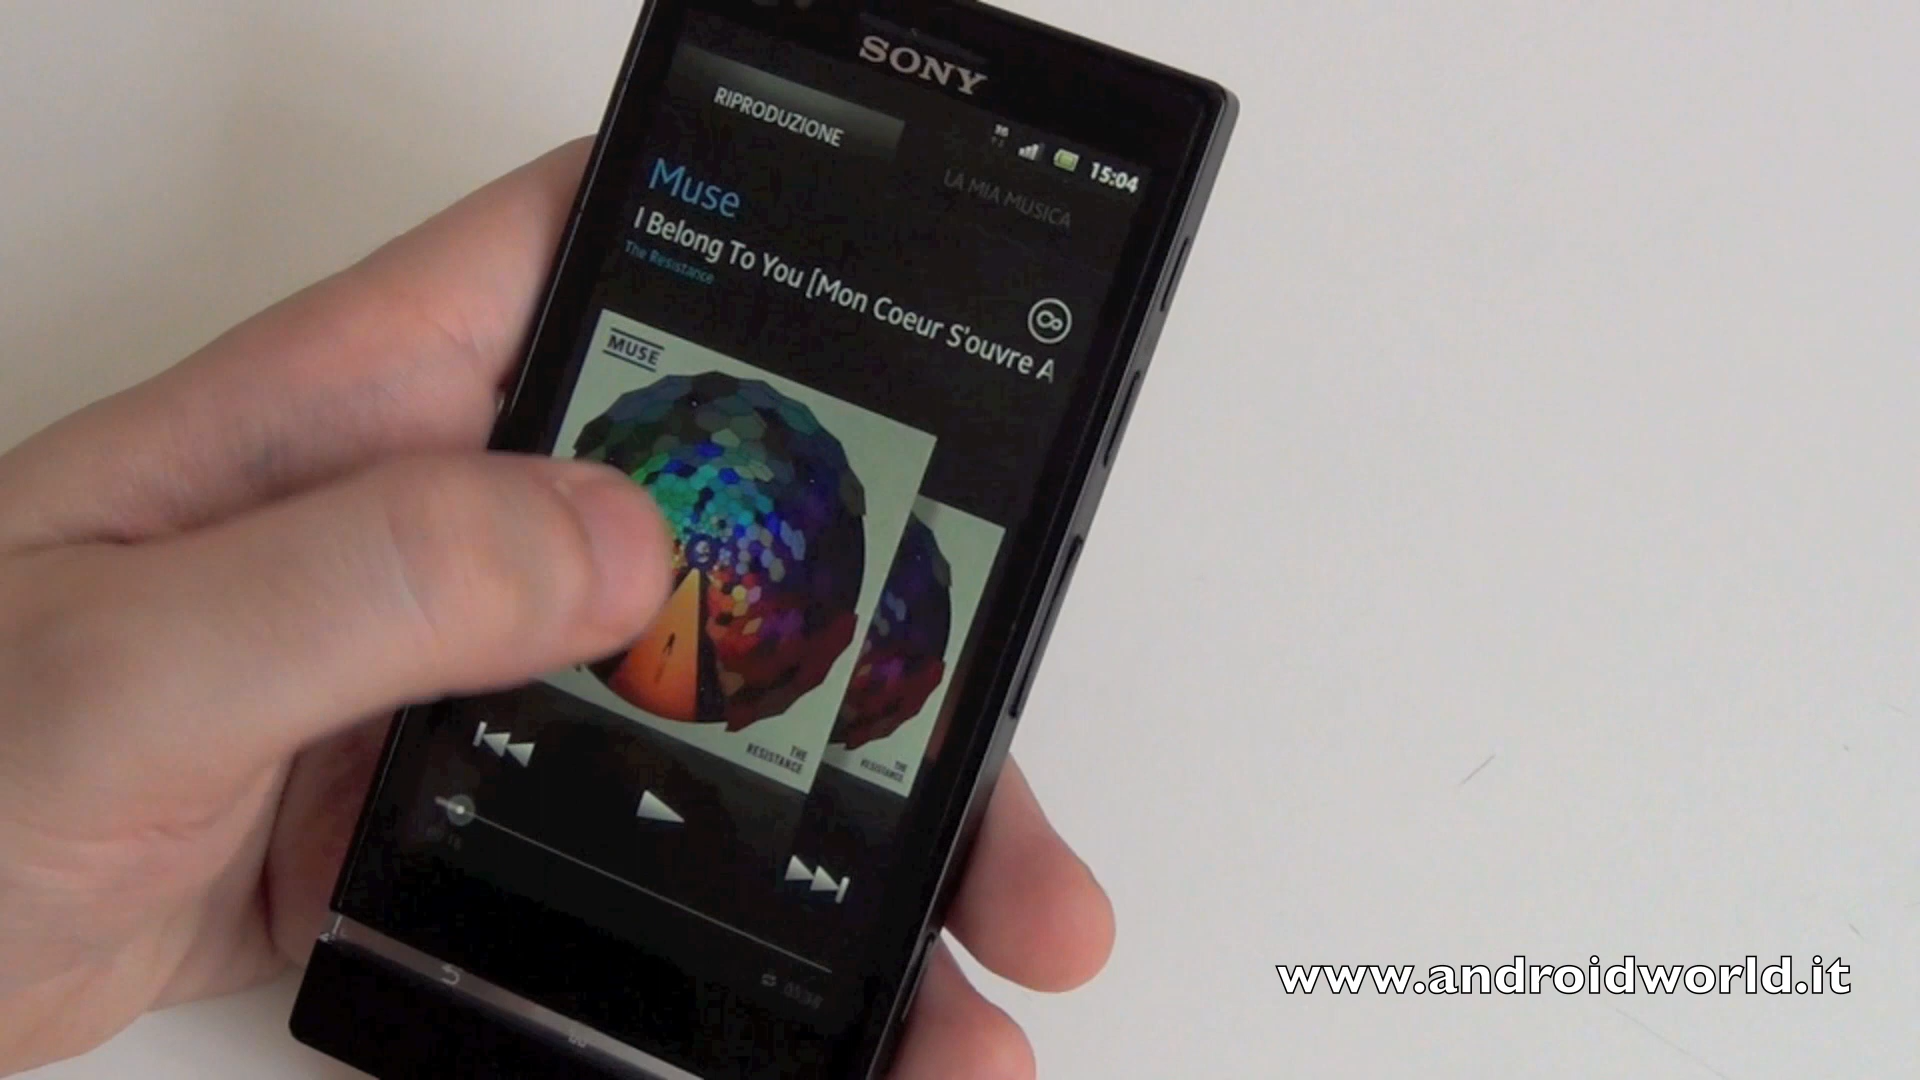 SONY
3G
15:04
RIPRODUZIONE
LA MIA MUSICA
Muse
I Belong To You [Mon Coeur S'ouvre A
The Resistance
MUSE
THE
RESISTANCE
THE
RESISTANCE
www.androidworld.it